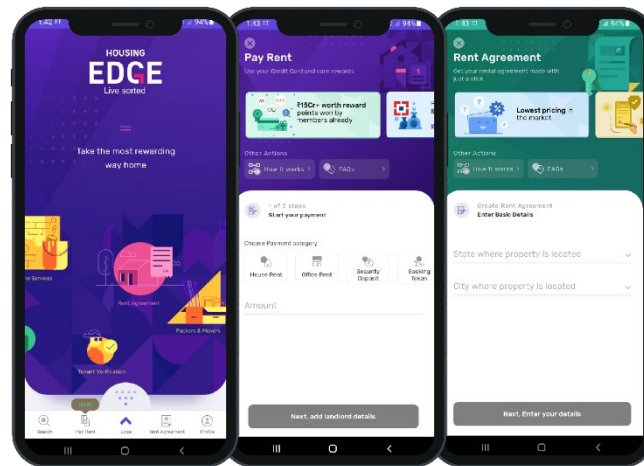 1:42
94%
HOUSING
EDGE
Live sorted
Take the most rewarding
way home
Services
Rent Agreement
Packers & Movers
Tenant Verification
Search
Pay Rent
Edge
Rent Agreement
Profile
1:43
94%
Pay Rent
Use your Credit Card and earn rewards
₹15Cr+ worth reward
points won by
members already
Other Actions
How it works
FAQs
1 of 3 steps
Start your payment
Choose Payment category
House Rent
Office Rent
Security
Deposit
Booking
Token
Amount
Next, add landlord details
1:43
94%
Rent Agreement
Get your rental agreement made with
just a click
Lowest pricing in
the market
Other Actions
How it works
FAQs
Create Rent Agreement
Enter Basic Details
State where property is located
City where property is located
Next, Enter your details